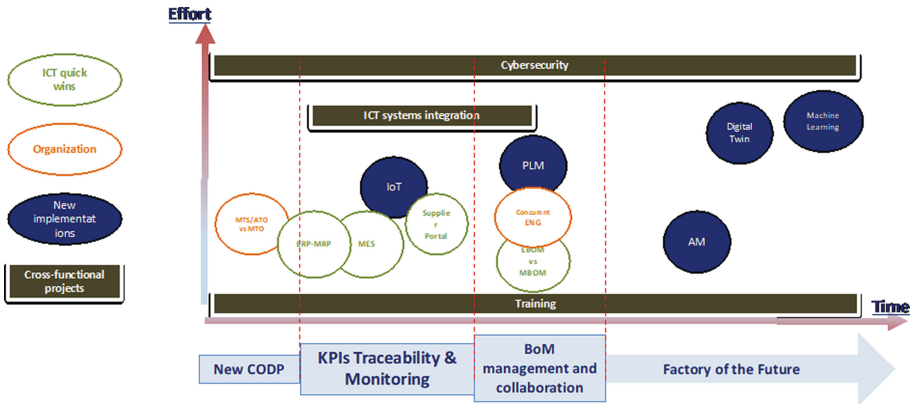 Effort
ICT quick
wins
Organization
New
implementat
ions
Cross-functional
projects
Cybersecurity
ICT systems integration
Digital
Twin
Machine
Learning
PLM
IoT
MTS/ATO
vs MTO
ERP-MRP
MES
Supplie
r
Portal
Concurent
ENG
EBOM
vs
MBOM
AM
Training
Time
New CODP
KPIs Traceability &
Monitoring
BoM
management and
collaboration
Factory of the Future